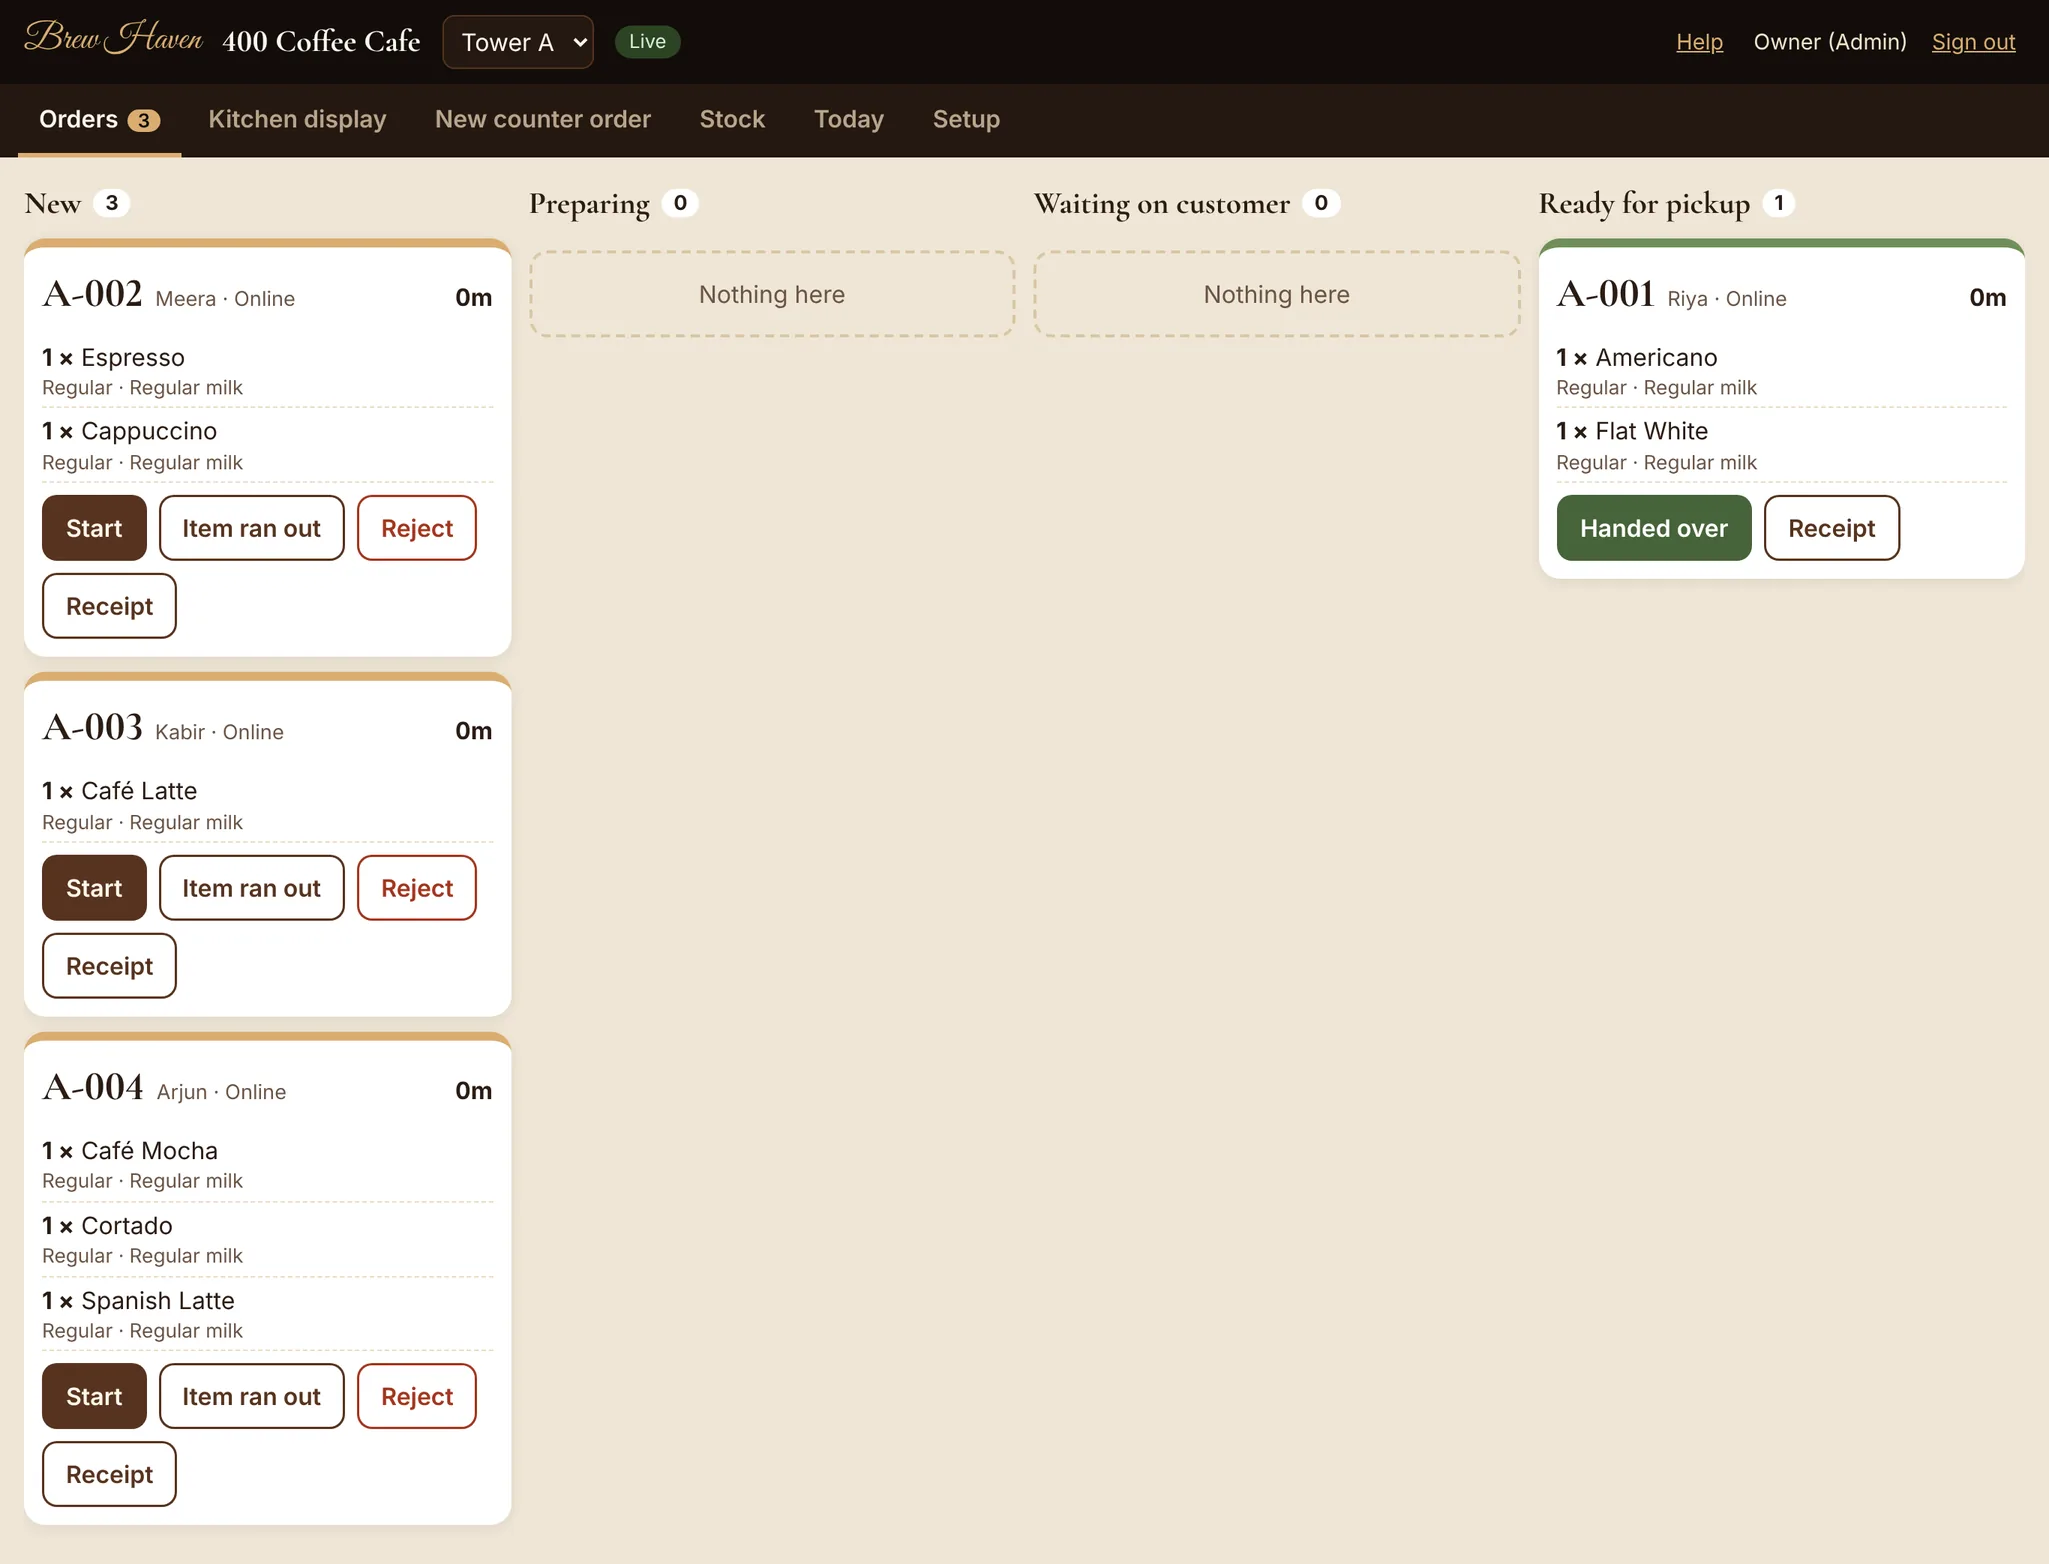 Brew Haven 400 Coffee Cafe Tower A Live Help Owner (Admin) Sign out
Orders 3 Kitchen display New counter order Stock Today Setup
New 3
A-002 Meera · Online 0m
1 × Espresso
Regular · Regular milk
1 × Cappuccino
Regular · Regular milk
Start Item ran out Reject
Receipt
A-003 Kabir · Online 0m
1 × Café Latte
Regular · Regular milk
Start Item ran out Reject
Receipt
A-004 Arjun · Online 0m
1 × Café Mocha
Regular · Regular milk
1 × Cortado
Regular · Regular milk
1 × Spanish Latte
Regular · Regular milk
Start Item ran out Reject
Receipt
Preparing 0
Nothing here
Waiting on customer 0
Nothing here
Ready for pickup 1
A-001 Riya · Online 0m
1 × Americano
Regular · Regular milk
1 × Flat White
Regular · Regular milk
Handed over Receipt